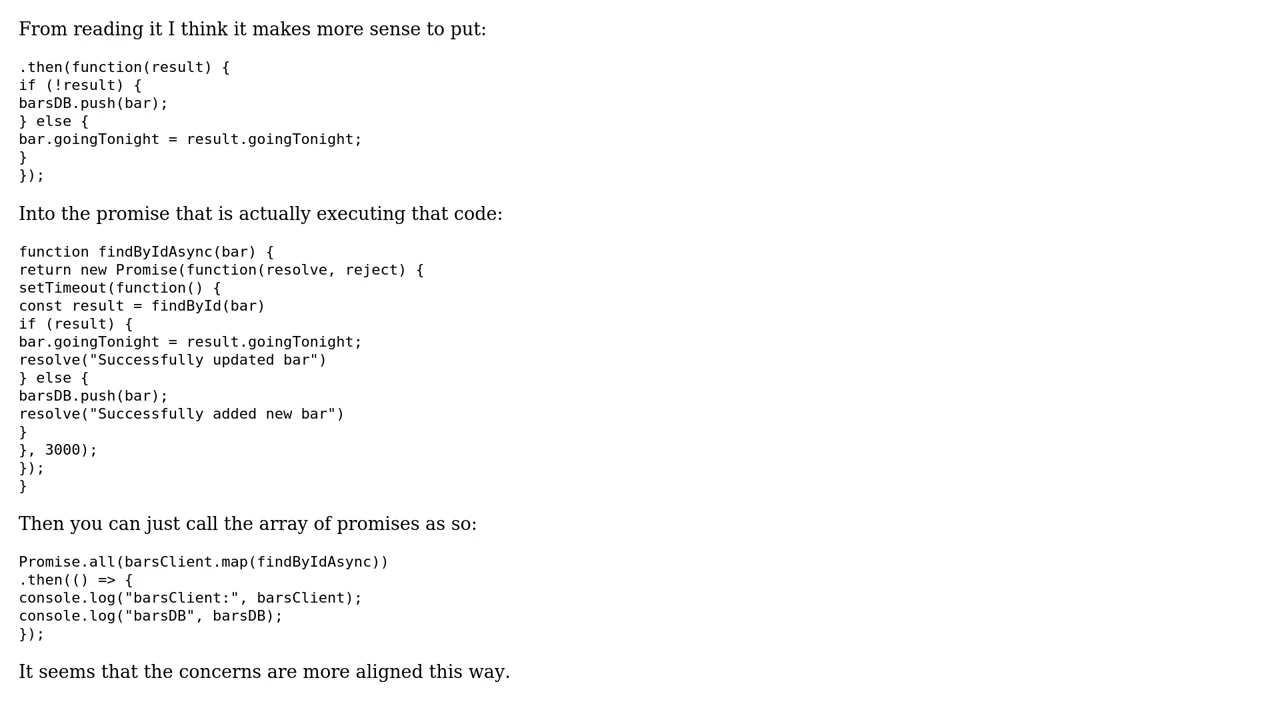 From reading it I think it makes more sense to put:
.then(function(result) {
if (!result) {
barsDB.push(bar);
} else {
bar.goingTonight = result.goingTonight;
}
});
Into the promise that is actually executing that code:
function findByIdAsync(bar) {
return new Promise(function(resolve, reject) {
setTimeout(function() {
const result = findById(bar)
if (result) {
bar.goingTonight = result.goingTonight;
resolve("Successfully updated bar")
} else {
barsDB.push(bar);
resolve("Successfully added new bar")
}
}, 3000);
});
}
Then you can just call the array of promises as so:
Promise.all(barsClient.map(findByIdAsync))
.then(() => {
console.log("barsClient:", barsClient);
console.log("barsDB", barsDB);
});
It seems that the concerns are more aligned this way.